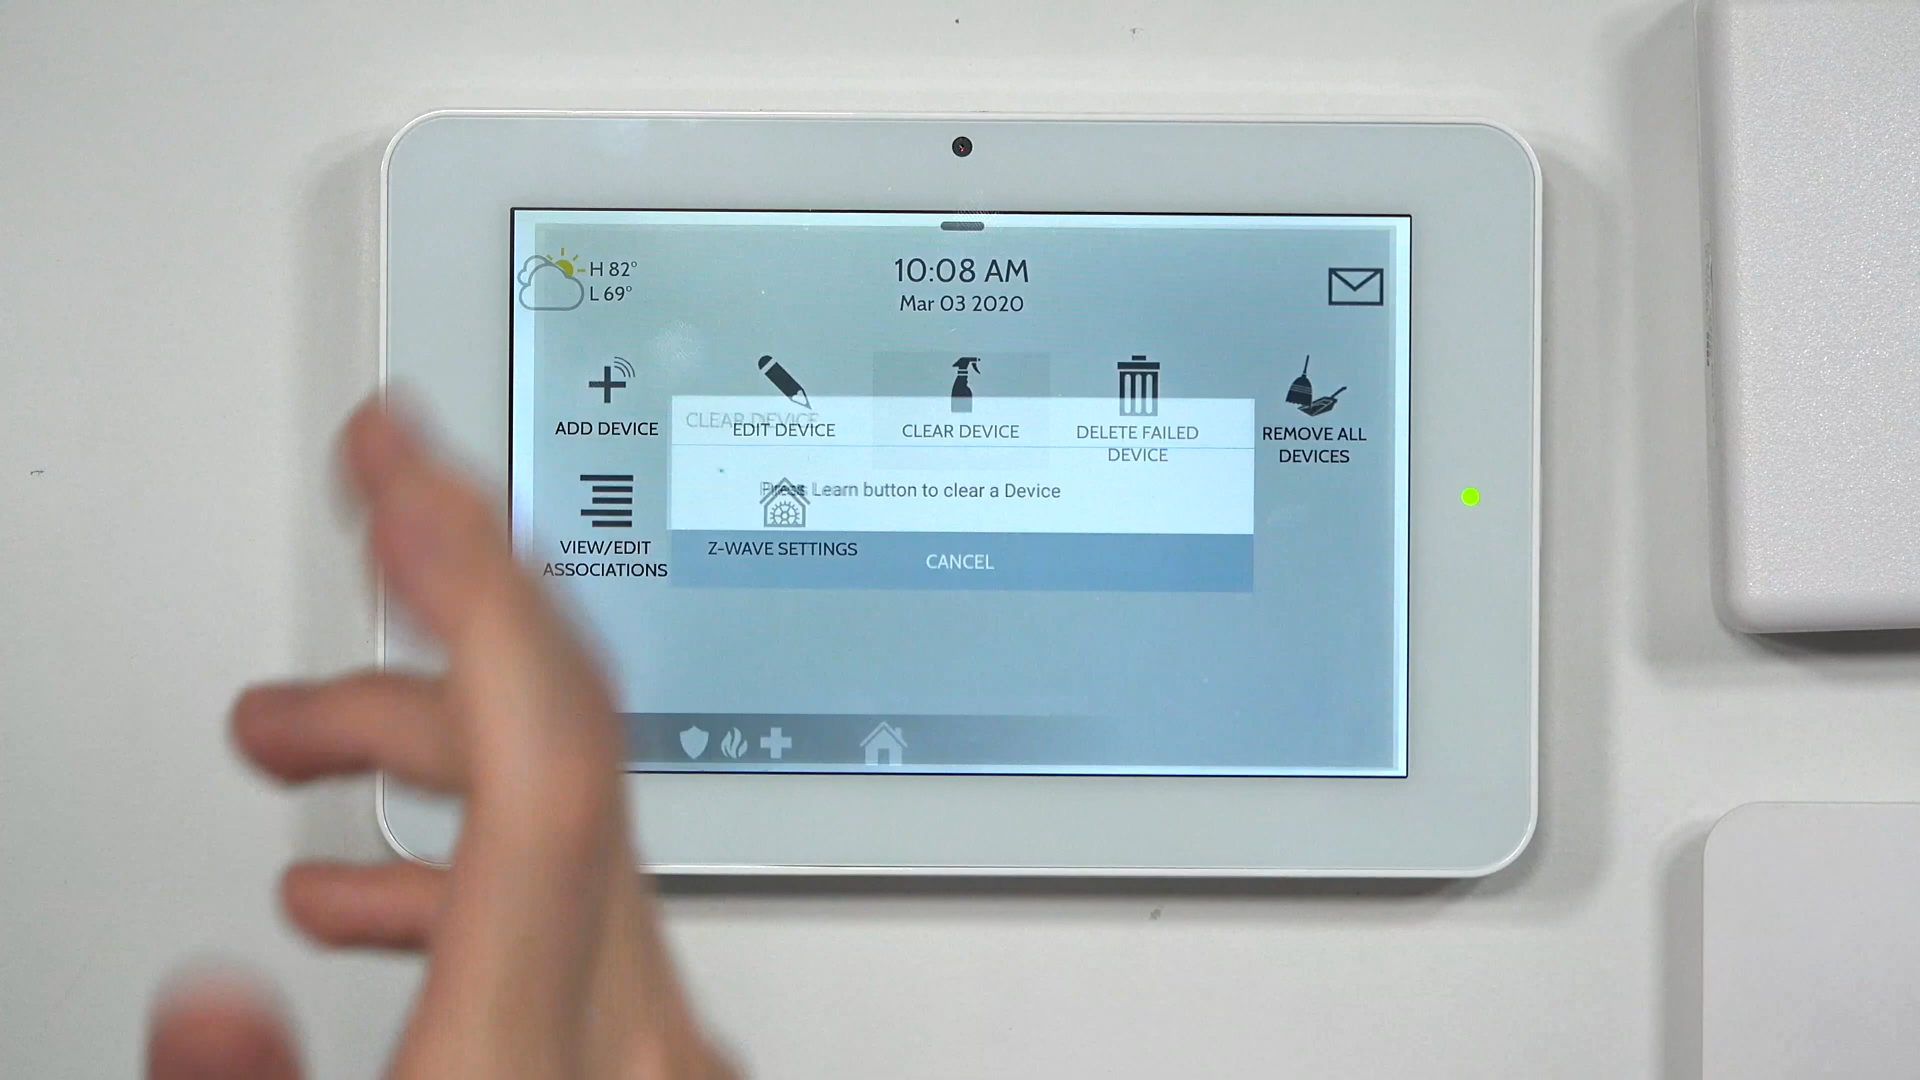 H 82°
L 69°
10:08 AM
Mar 03 2020
ADD DEVICE
EDIT DEVICE
CLEAR DEVICE
DELETE FAILED
DEVICE
REMOVE ALL
DEVICES
CLEAR DEVICE
Press Learn button to clear a Device
VIEW/EDIT
ASSOCIATIONS
Z-WAVE SETTINGS
CANCEL